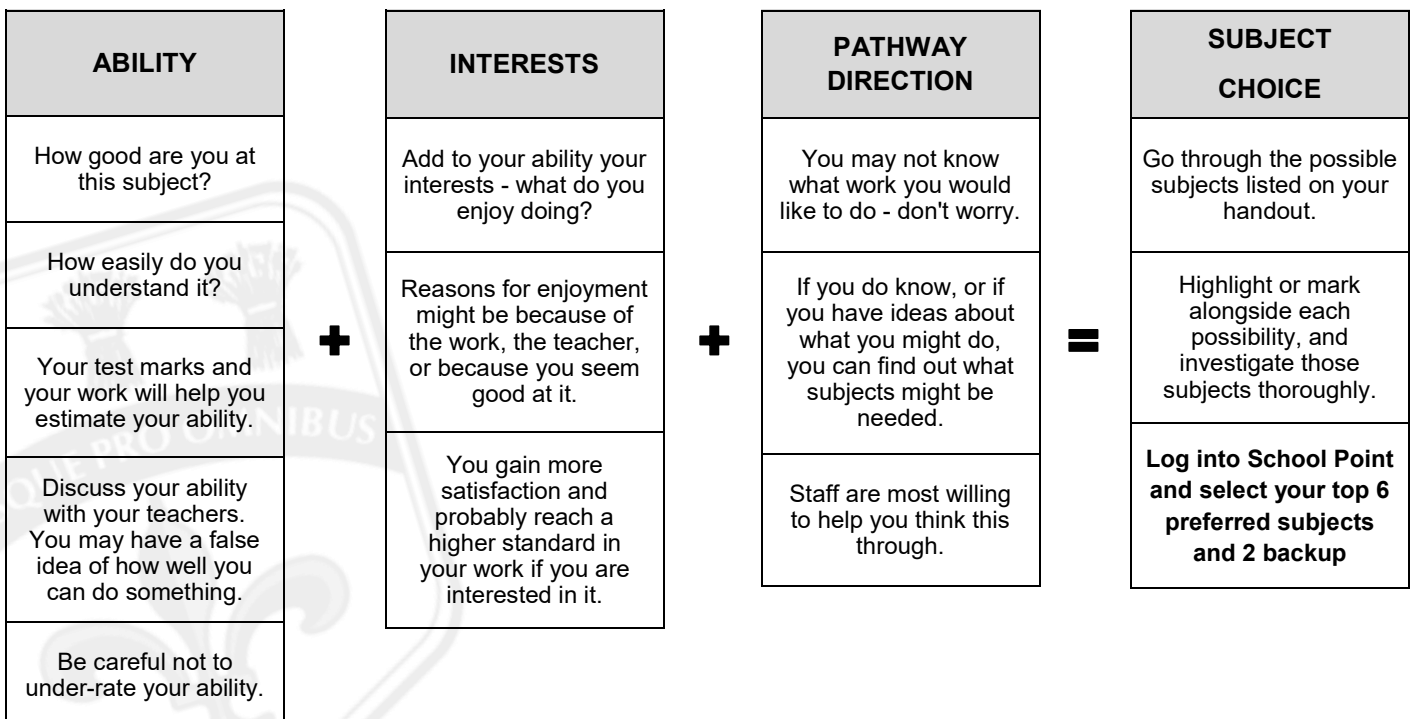 ABILITY
How good are you at
this subject?
How easily do you
understand it?
Your test marks and
your work will help you
estimate your ability.
Discuss your ability
with your teachers.
You may have a false
idea of how well you
can do something.
Be careful not to
under-rate your ability.
+
INTERESTS
Add to your ability your
interests - what do you
enjoy doing?
Reasons for enjoyment
might be because of
the work, the teacher,
or because you seem
good at it.
You gain more
satisfaction and
probably reach a
higher standard in
your work if you are
interested in it.
+
PATHWAY
DIRECTION
You may not know
what work you would
like to do - don't worry.
If you do know, or if
you have ideas about
what you might do,
you can find out what
subjects might be
needed.
Staff are most willing
to help you think this
through.
=
SUBJECT
CHOICE
Go through the possible
subjects listed on your
handout.
Highlight or mark
alongside each
possibility, and
investigate those
subjects thoroughly.
Log into School Point
and select your top 6
preferred subjects
and 2 backup
PRO OMNIBUS